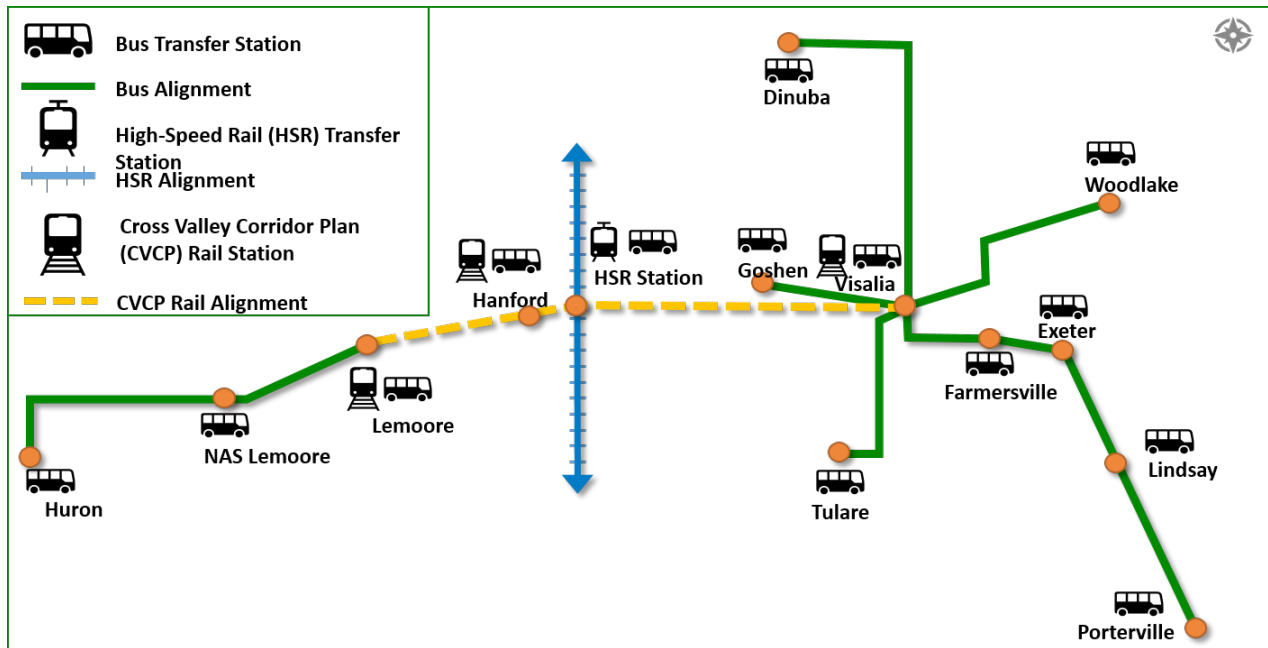 Bus Transfer Station
Bus Alignment
High-Speed Rail (HSR) Transfer
Station
HSR Alignment
Cross Valley Corridor Plan
(CVCP) Rail Station
CVCP Rail Alignment
Dinuba
Woodlake
HSR Station
Goshen
Visalia
Hanford
Exeter
Farmersville
Lemoore
NAS Lemoore
Lindsay
Huron
Tulare
Porterville